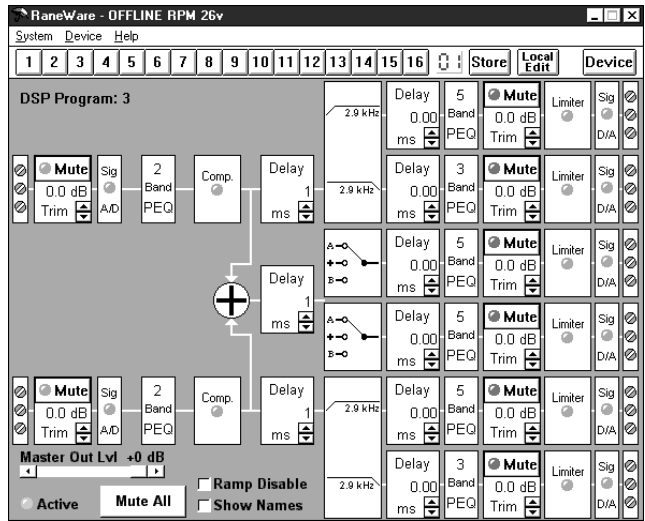 RaneWare - OFFLINE RPM 26v
System Device Help
1 2 3 4 5 6 7 8 9 10 11 12 13 14 15 16 01 Store Local Edit Device
DSP Program: 3
2.9 kHz
Delay
0.00
ms
5
Band
PEQ
Mute
0.0 dB
Trim
Limiter
Sig
D/A
Mute
0.0 dB
Trim
Sig
A/D
2
Band
PEQ
Comp.
Delay
1
ms
2.9 kHz
Delay
0.00
ms
3
Band
PEQ
Mute
0.0 dB
Trim
Limiter
Sig
D/A
Delay
1
ms
A
+
B
Delay
0.00
ms
5
Band
PEQ
Mute
0.0 dB
Trim
Limiter
Sig
D/A
A
+
B
Delay
0.00
ms
5
Band
PEQ
Mute
0.0 dB
Trim
Limiter
Sig
D/A
Mute
0.0 dB
Trim
Sig
A/D
2
Band
PEQ
Comp.
Delay
1
ms
2.9 kHz
Delay
0.00
ms
5
Band
PEQ
Mute
0.0 dB
Trim
Limiter
Sig
D/A
2.9 kHz
Delay
0.00
ms
3
Band
PEQ
Mute
0.0 dB
Trim
Limiter
Sig
D/A
Master Out Lvl +0 dB
Active
Mute All
Ramp Disable
Show Names